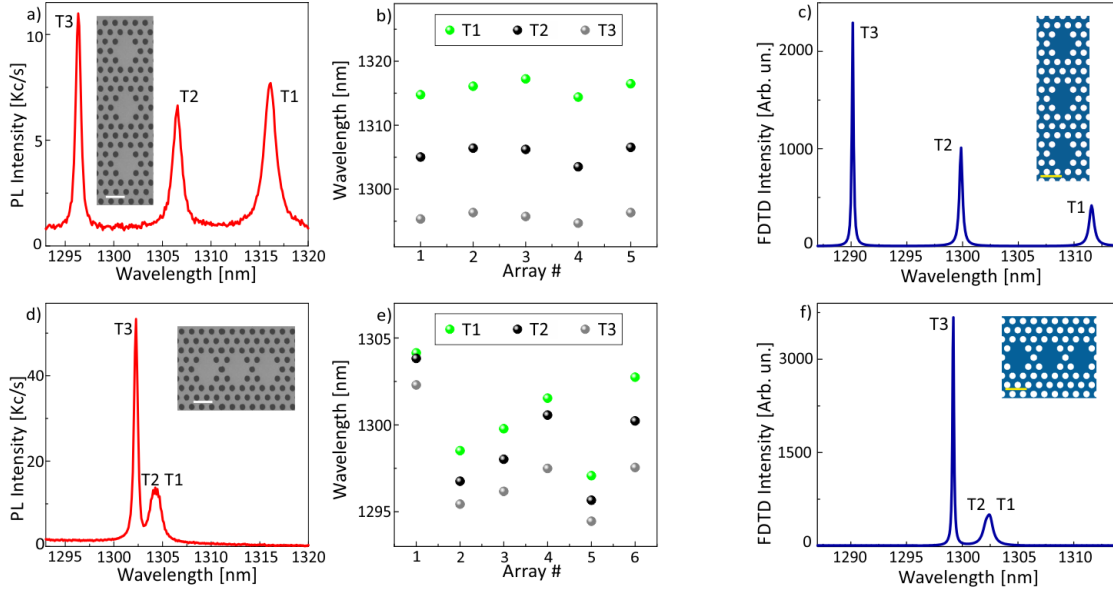 a)
T3
T2
T1
PL Intensity [Kc/s]
10
5
0
1295 1300 1305 1310 1315 1320
Wavelength [nm]
b)
T1 T2 T3
Wavelength [nm]
1320
1310
1300
1 2 3 4 5
Array #
c)
T3
T2
T1
FDTD Intensity [Arb. un.]
2000
1000
0
1290 1295 1300 1305 1310
Wavelength [nm]
d)
T3
T2 T1
PL Intensity [Kc/s]
40
20
0
1295 1300 1305 1310 1315 1320
Wavelength [nm]
e)
T1 T2 T3
Wavelength [nm]
1305
1300
1295
1 2 3 4 5 6
Array #
f)
T3
T2 T1
FDTD Intensity [Arb. un.]
3000
1500
0
1290 1295 1300 1305 1310
Wavelength [nm]